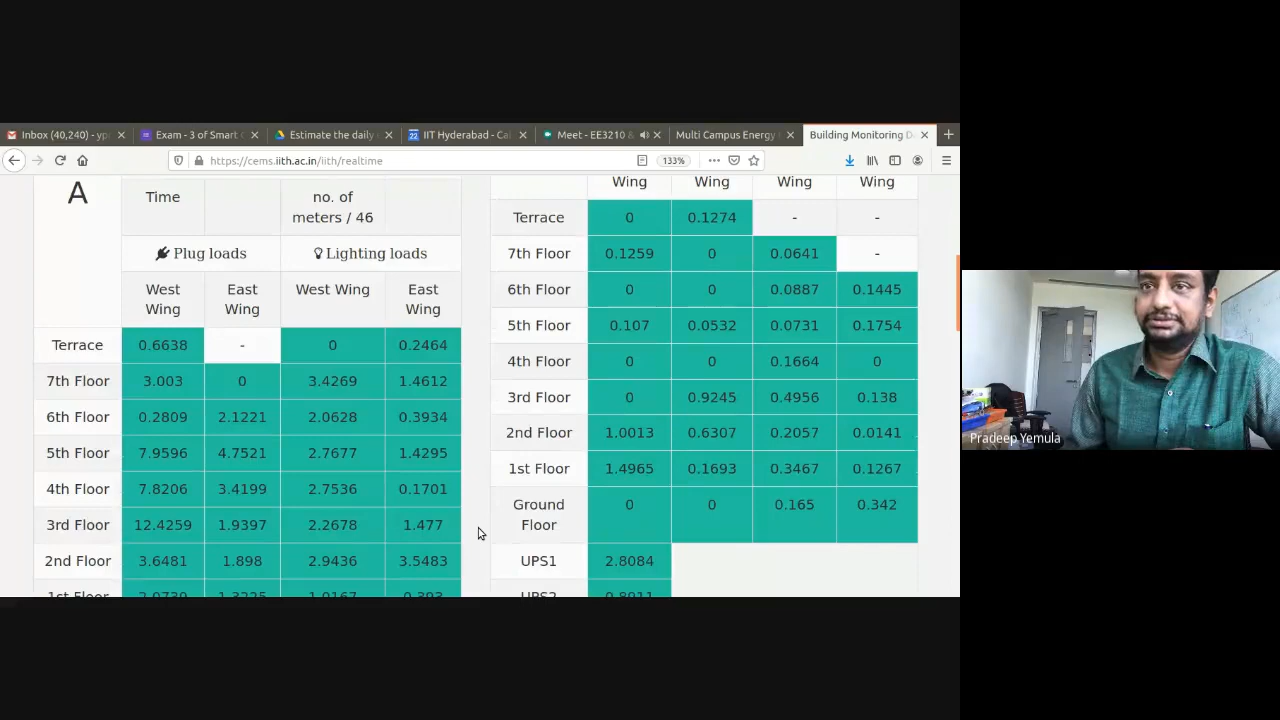 Inbox (40,240) - yp
Exam - 3 of Smart G
Estimate the daily
22 IIT Hyderabad - Cal
Meet - EE3210 &
Multi Campus Energy
Building Monitoring D
https://cems.iith.ac.in/iith/realtime
133%
A Time no. of
meters / 46
Plug loads Lighting loads
West Wing East Wing West Wing East Wing
Terrace 0.6638 - 0 0.2464
7th Floor 3.003 0 3.4269 1.4612
6th Floor 0.2809 2.1221 2.0628 0.3934
5th Floor 7.9596 4.7521 2.7677 1.4295
4th Floor 7.8206 3.4199 2.7536 0.1701
3rd Floor 12.4259 1.9397 2.2678 1.477
2nd Floor 3.6481 1.898 2.9436 3.5483
1st Floor
Wing Wing Wing Wing
Terrace 0 0.1274 - -
7th Floor 0.1259 0 0.0641 -
6th Floor 0 0 0.0887 0.1445
5th Floor 0.107 0.0532 0.0731 0.1754
4th Floor 0 0 0.1664 0
3rd Floor 0 0.9245 0.4956 0.138
2nd Floor 1.0013 0.6307 0.2057 0.0141
1st Floor 1.4965 0.1693 0.3467 0.1267
Ground Floor 0 0 0.165 0.342
UPS1 2.8084
UPS2
Pradeep Yemula